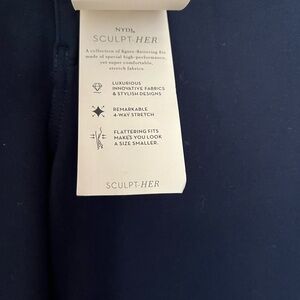 NYDJ
SCULPT-HER
A collection of figure-flattering fits
made of special high-performance,
yet super comfortable,
stretch fabrics.
LUXURIOUS
INNOVATIVE FABRICS
& STYLISH DESIGNS
REMARKABLE
4-WAY STRETCH
FLATTERING FITS
MAKES YOU LOOK
A SIZE SMALLER.
SCULPT-HER